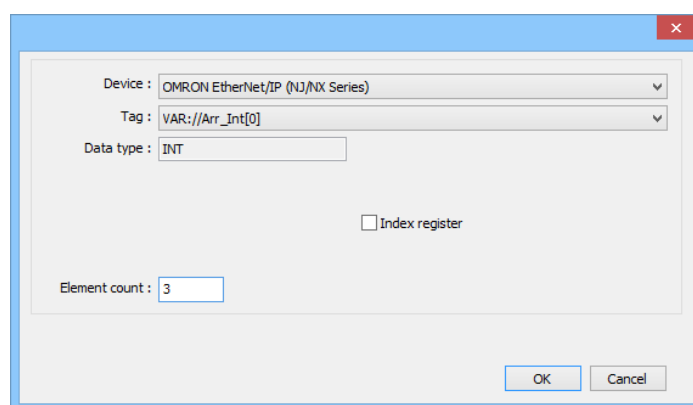 Device : OMRON EtherNet/IP (NJ/NX Series)
Tag : VAR://Arr_Int[0]
Data type : INT
Index register
Element count : 3
OK Cancel